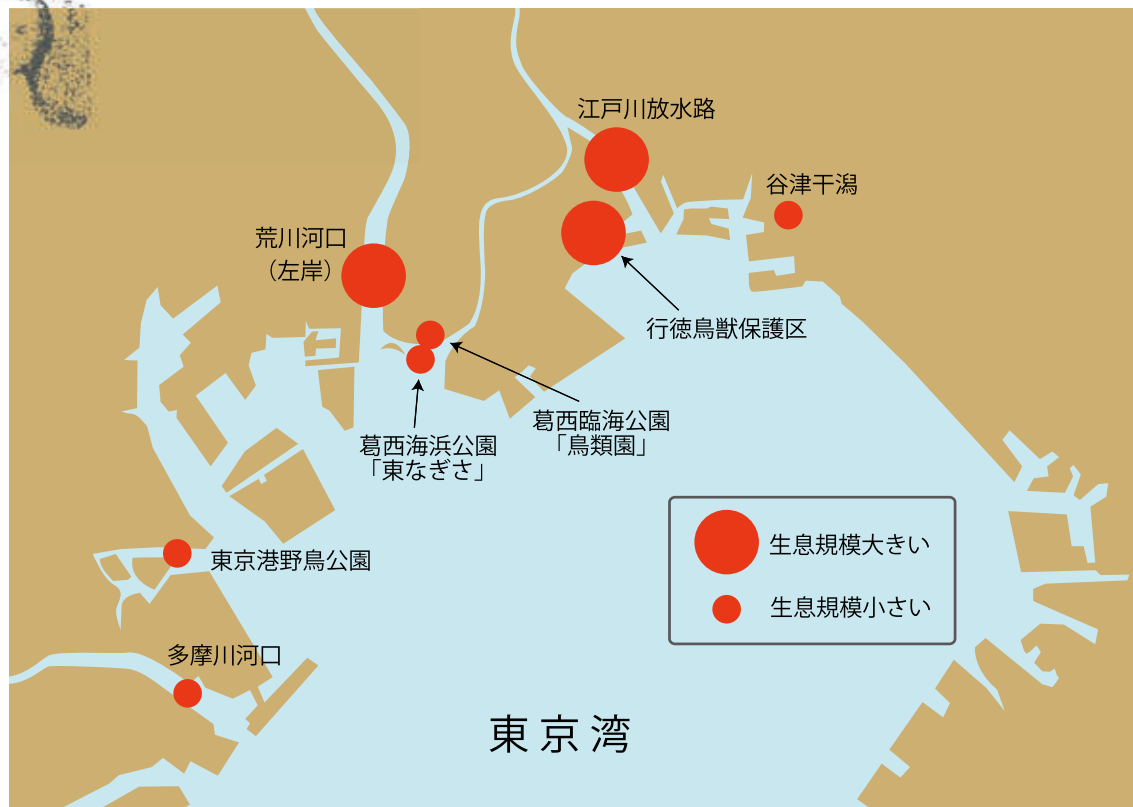 江戸川放水路
谷津干潟
荒川河口
（左岸）
行徳鳥獣保護区
葛西臨海公園
「鳥類園」
葛西海浜公園
「東なぎさ」
生息規模大きい
東京港野鳥公園
生息規模小さい
多摩川河口
東京湾